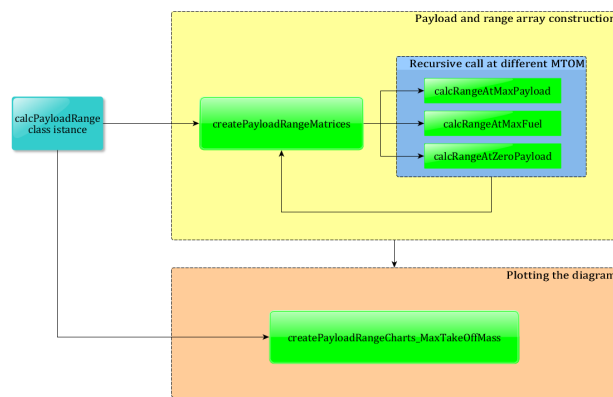 Payload and range array construction
Recursive call at different MTOM
calcPayloadRange
class istance
createPayloadRangeMatrices
calcRangeAtMaxPayload
calcRangeAtMaxFuel
calcRangeAtZeroPayload
Plotting the diagram
createPayloadRangeCharts_MaxTakeOffMass